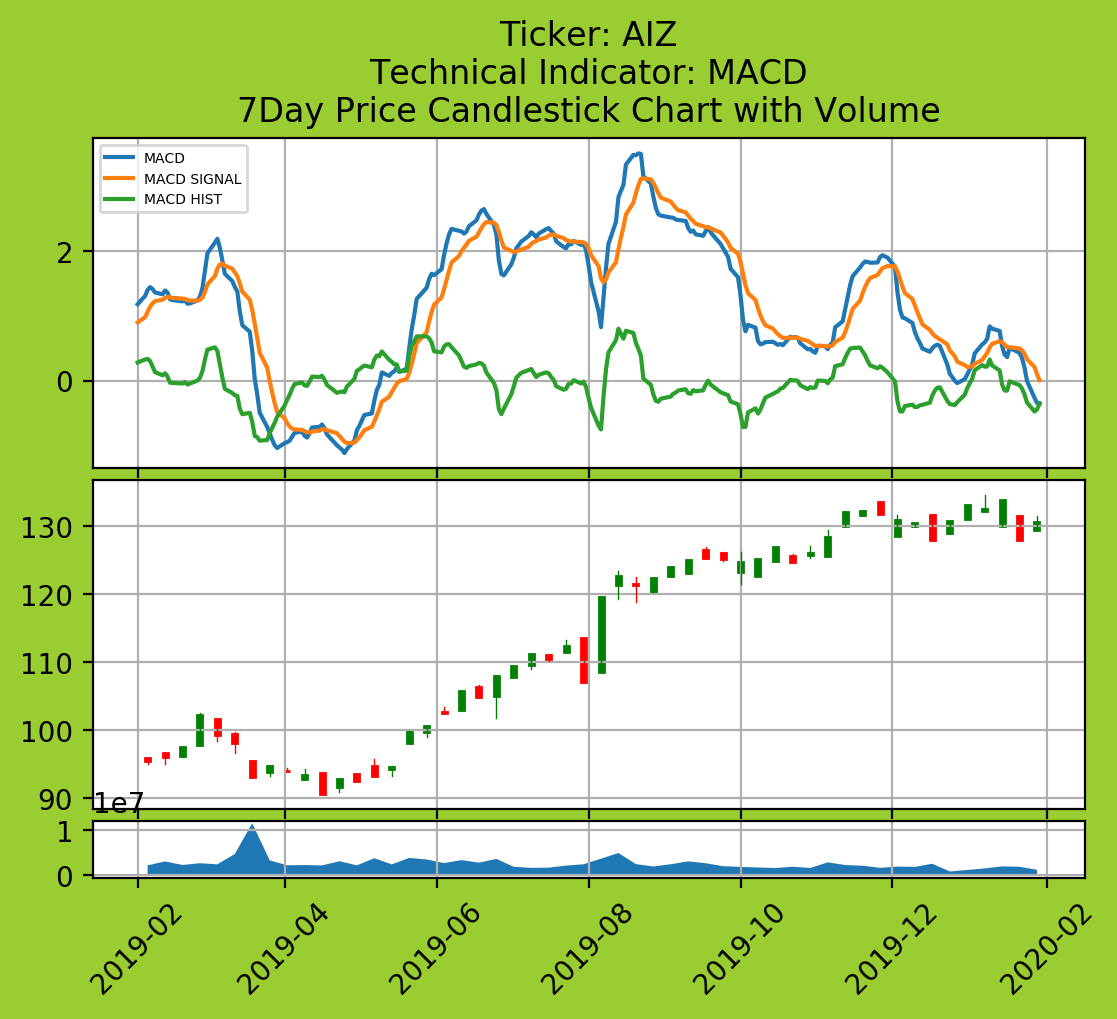 Ticker: AIZ
Technical Indicator: MACD
7Day Price Candlestick Chart with Volume
MACD
MACD SIGNAL
MACD HIST
2
0
130
120
110
100
90
1e7
1
0
2019-02
2019-04
2019-06
2019-08
2019-10
2019-12
2020-02